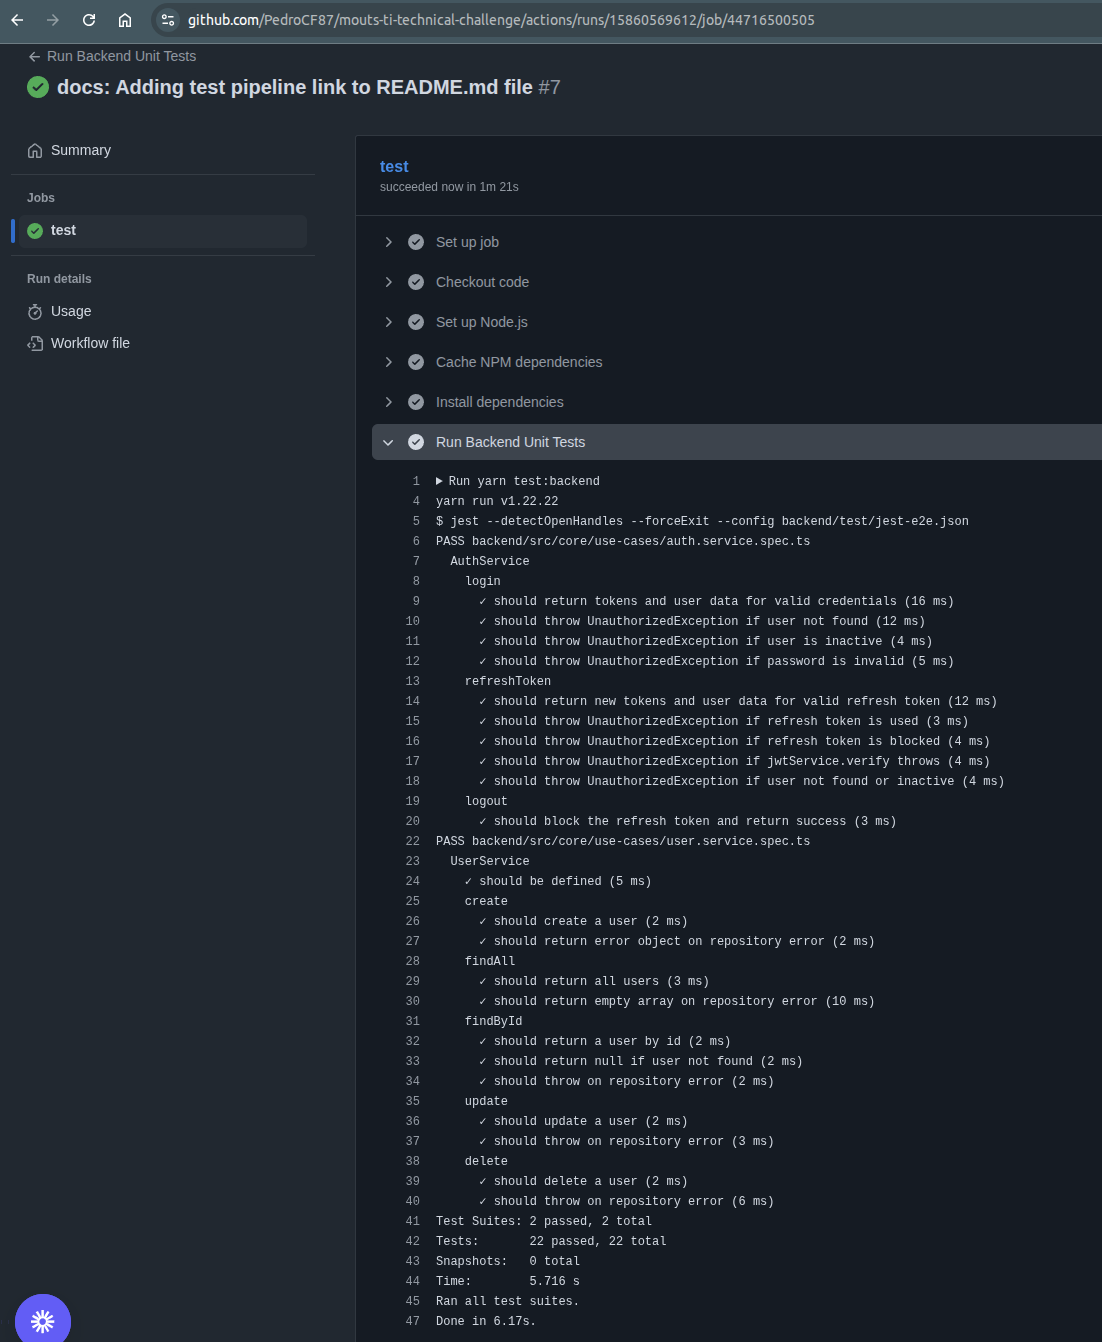 github.com/PedroCF87/mouts-ti-technical-challenge/actions/runs/15860569612/job/44716500505
Run Backend Unit Tests
docs: Adding test pipeline link to README.md file #7
Summary
Jobs
test
Run details
Usage
Workflow file
test
succeeded now in 1m 21s
Set up job
Checkout code
Set up Node.js
Cache NPM dependencies
Install dependencies
Run Backend Unit Tests
1 ▶ Run yarn test:backend
4 yarn run v1.22.22
5 $ jest --detectOpenHandles --forceExit --config backend/test/jest-e2e.json
6 PASS backend/src/core/use-cases/auth.service.spec.ts
7 AuthService
8 login
9 ✓ should return tokens and user data for valid credentials (16 ms)
10 ✓ should throw UnauthorizedException if user not found (12 ms)
11 ✓ should throw UnauthorizedException if user is inactive (4 ms)
12 ✓ should throw UnauthorizedException if password is invalid (5 ms)
13 refreshToken
14 ✓ should return new tokens and user data for valid refresh token (12 ms)
15 ✓ should throw UnauthorizedException if refresh token is used (3 ms)
16 ✓ should throw UnauthorizedException if refresh token is blocked (4 ms)
17 ✓ should throw UnauthorizedException if jwtService.verify throws (4 ms)
18 ✓ should throw UnauthorizedException if user not found or inactive (4 ms)
19 logout
20 ✓ should block the refresh token and return success (3 ms)
22 PASS backend/src/core/use-cases/user.service.spec.ts
23 UserService
24 ✓ should be defined (5 ms)
25 create
26 ✓ should create a user (2 ms)
27 ✓ should return error object on repository error (2 ms)
28 findAll
29 ✓ should return all users (3 ms)
30 ✓ should return empty array on repository error (10 ms)
31 findById
32 ✓ should return a user by id (2 ms)
33 ✓ should return null if user not found (2 ms)
34 ✓ should throw on repository error (2 ms)
35 update
36 ✓ should update a user (2 ms)
37 ✓ should throw on repository error (3 ms)
38 delete
39 ✓ should delete a user (2 ms)
40 ✓ should throw on repository error (6 ms)
41 Test Suites: 2 passed, 2 total
42 Tests: 22 passed, 22 total
43 Snapshots: 0 total
44 Time: 5.716 s
45 Ran all test suites.
47 Done in 6.17s.